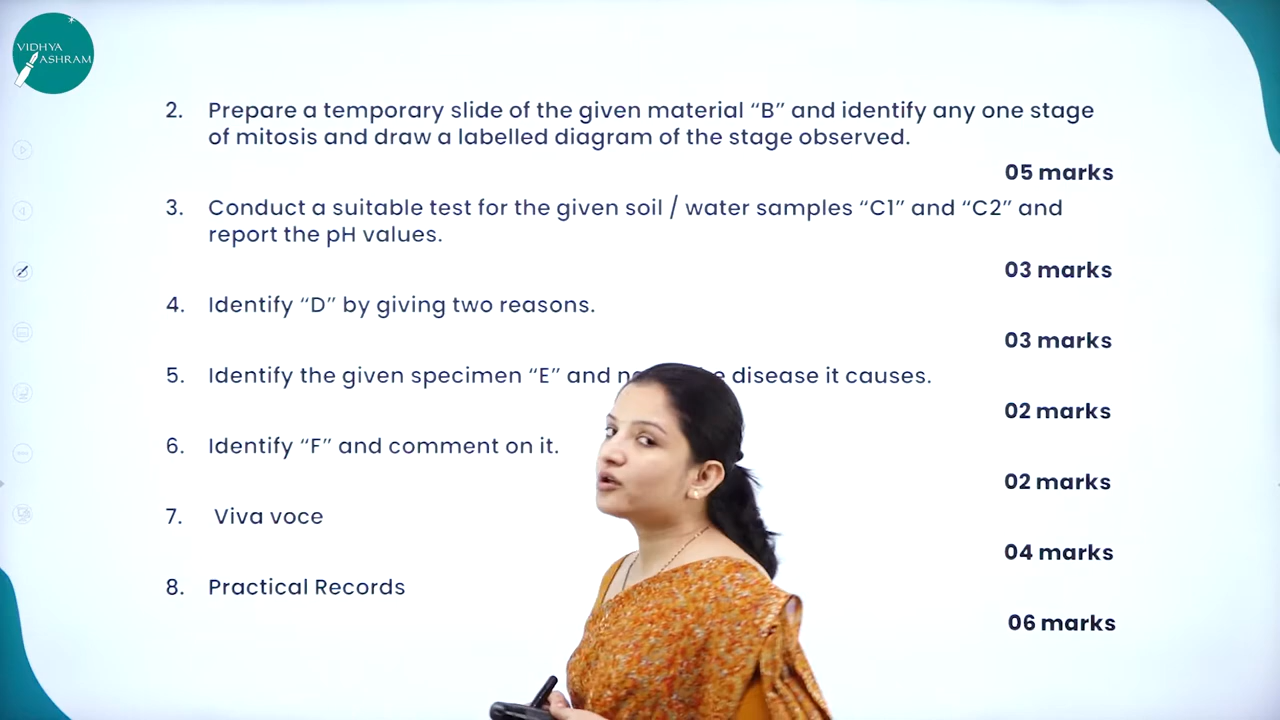 VIDHYA
ASHRAM
2. Prepare a temporary slide of the given material “B” and identify any one stage
of mitosis and draw a labelled diagram of the stage observed.
05 marks
3. Conduct a suitable test for the given soil / water samples “C1” and “C2” and
report the pH values.
03 marks
4. Identify “D” by giving two reasons.
03 marks
5. Identify the given specimen “E” and disease it causes.
02 marks
6. Identify “F” and comment on it.
02 marks
7. Viva voce
04 marks
8. Practical Records
06 marks